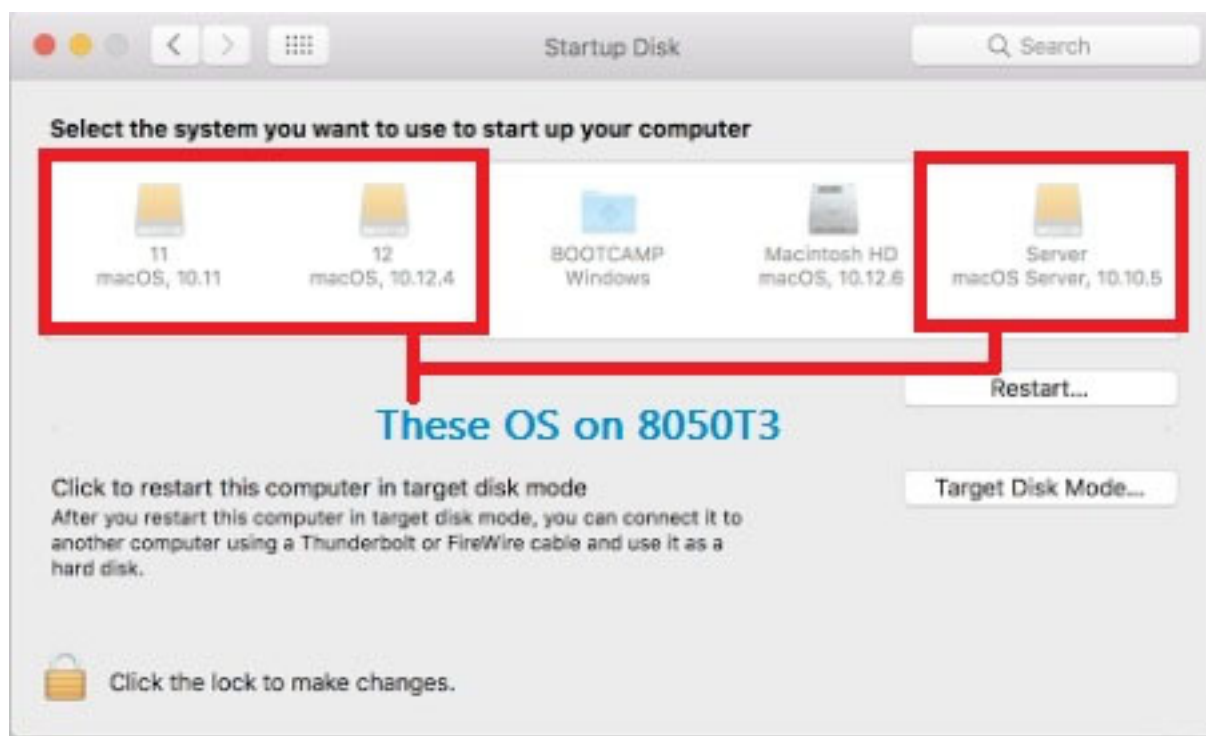 Startup Disk
Search
Select the system you want to use to start up your computer
11
macOS, 10.11
12
macOS, 10.12.4
BOOTCAMP
Windows
Macintosh HD
macOS, 10.12.6
Server
macOS Server, 10.10.5
Restart...
These OS on 8050T3
Click to restart this computer in target disk mode
After you restart this computer in target disk mode, you can connect it to
another computer using a Thunderbolt or FireWire cable and use it as a
hard disk.
Target Disk Mode...
Click the lock to make changes.